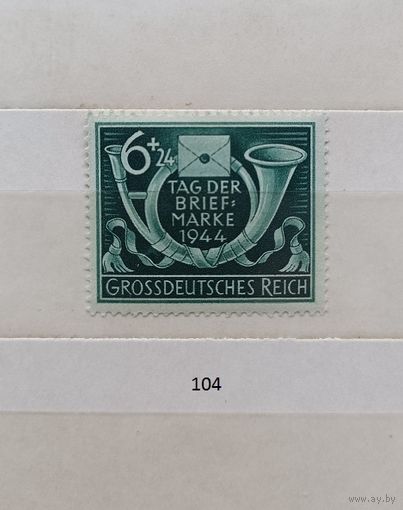 6+24
TAG DER
BRIEF=
MARKE
1944
GROSSDEUTSCHES REICH
104
© www.ay.by